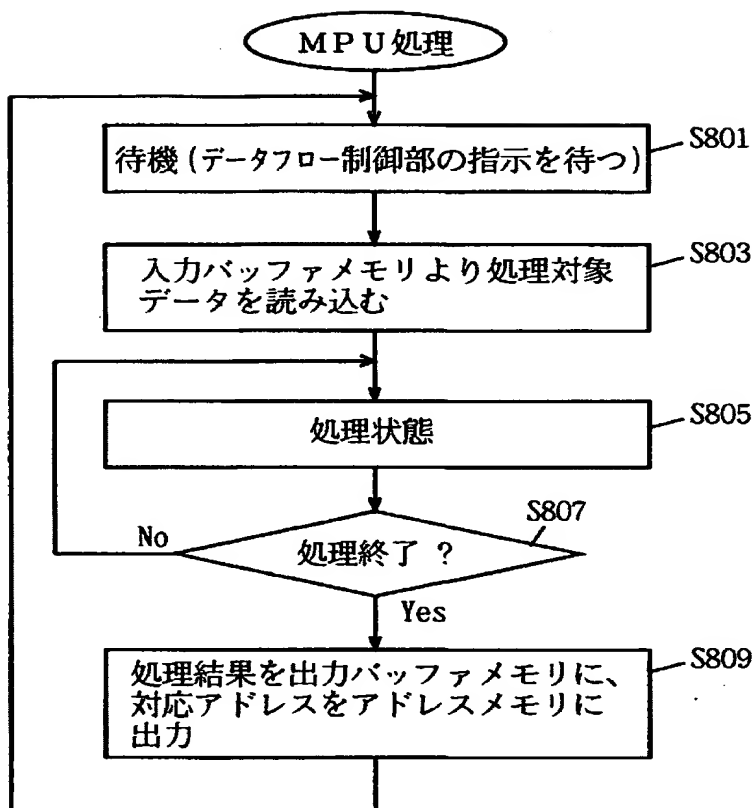 ＭＰＵ処理
待機(データフロー制御部の指示を待つ)
S801
入力バッファメモリより処理対象
データを読み込む
S803
処理状態
S805
処理終了 ?
S807
No
Yes
処理結果を出力バッファメモリに、
対応アドレスをアドレスメモリに
出力
S809